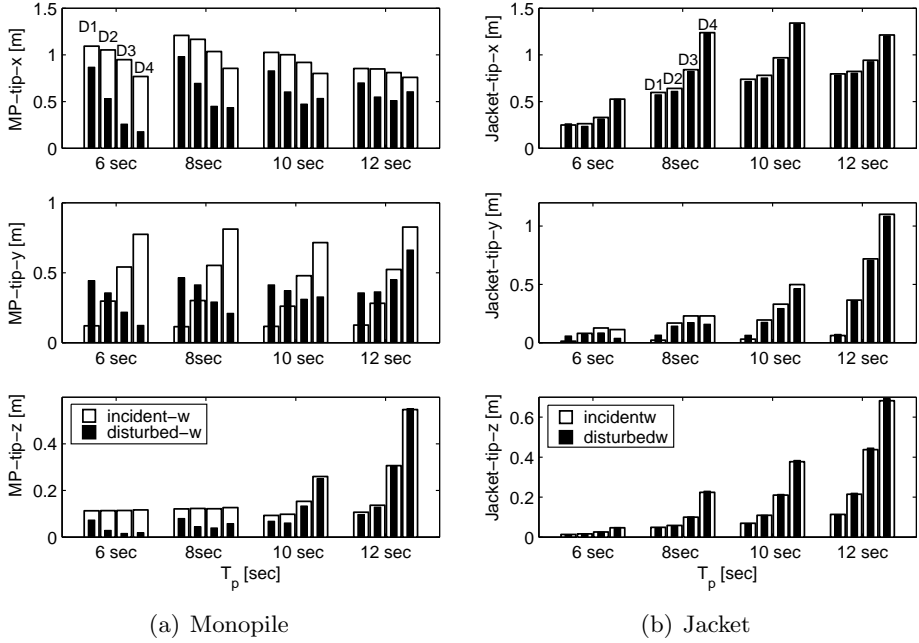 MP−tip−x [m]
1.5
1
0.5
0
D1
D2
D3
D4
6 sec
8sec
10 sec
12 sec
MP−tip−y [m]
1
0.5
0
6 sec
8sec
10 sec
12 sec
MP−tip−z [m]
0.4
0.2
0
incident−w
disturbed−w
6 sec
8sec
10 sec
12 sec
T_p [sec]
(a) Monopile
Jacket−tip−x [m]
1.5
1
0.5
0
D1
D2
D3
D4
6 sec
8sec
10 sec
12 sec
Jacket−tip−y [m]
1
0.5
0
6 sec
8sec
10 sec
12 sec
Jacket−tip−z [m]
0.6
0.4
0.2
0
incidentw
disturbedw
6 sec
8sec
10 sec
12 sec
T_p [sec]
(b) Jacket